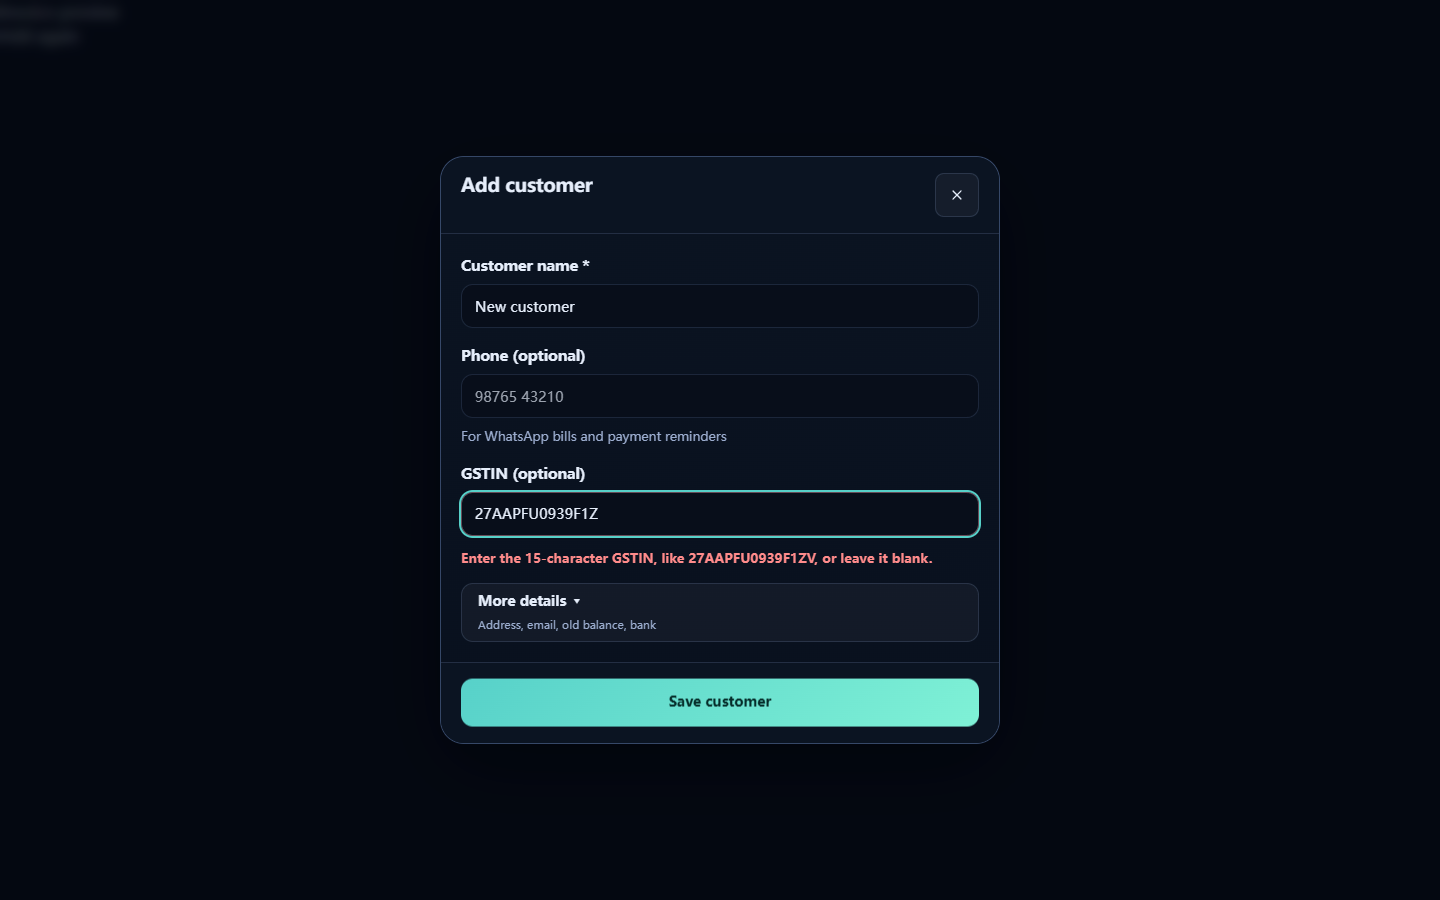 Add customer
×
Customer name *
New customer
Phone (optional)
98765 43210
For WhatsApp bills and payment reminders
GSTIN (optional)
27AAPFU0939F1Z
Enter the 15-character GSTIN, like 27AAPFU0939F1ZV, or leave it blank.
More details ▾
Address, email, old balance, bank
Save customer